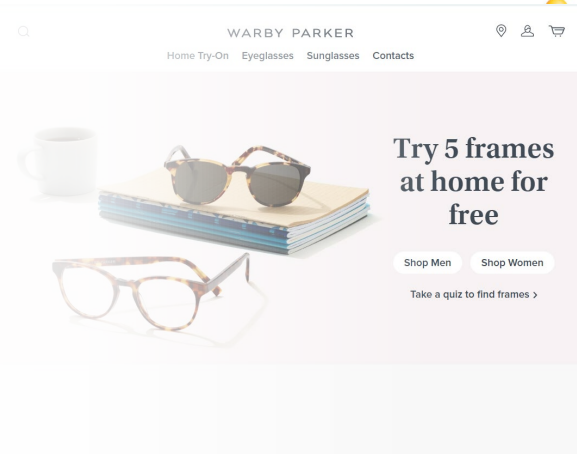 WARBY PARKER
Home Try-On Eyeglasses Sunglasses Contacts
Try 5 frames
at home for
free
Shop Men Shop Women
Take a quiz to find frames >